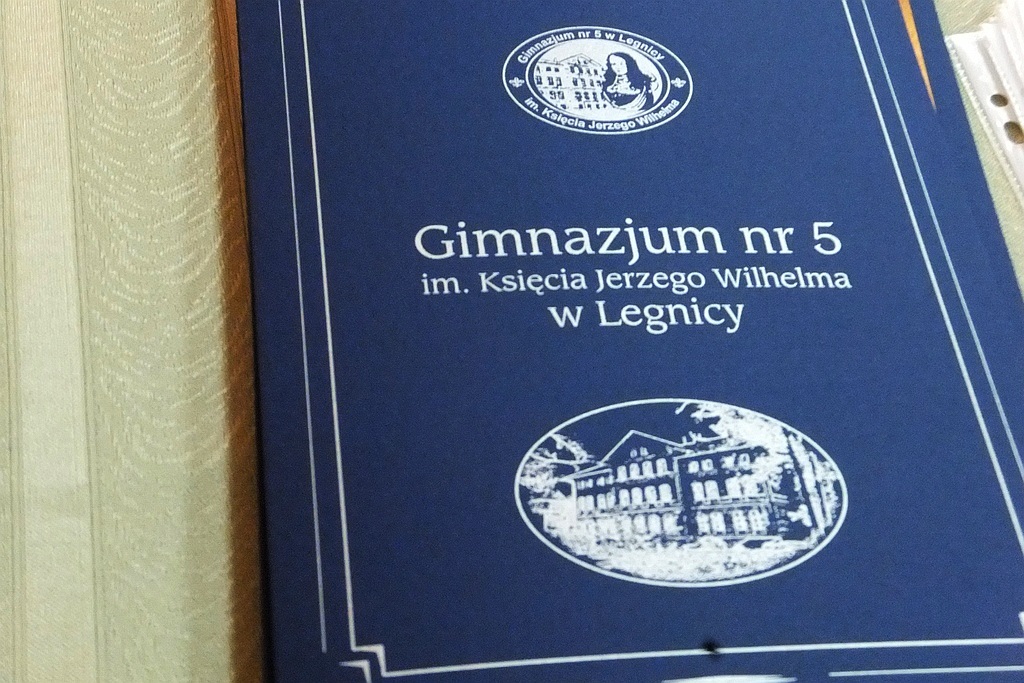 Gimnazjum nr 5 w Legnicy
im. Księcia Jerzego Wilhelma
Gimnazjum nr 5
im. Księcia Jerzego Wilhelma
w Legnicy